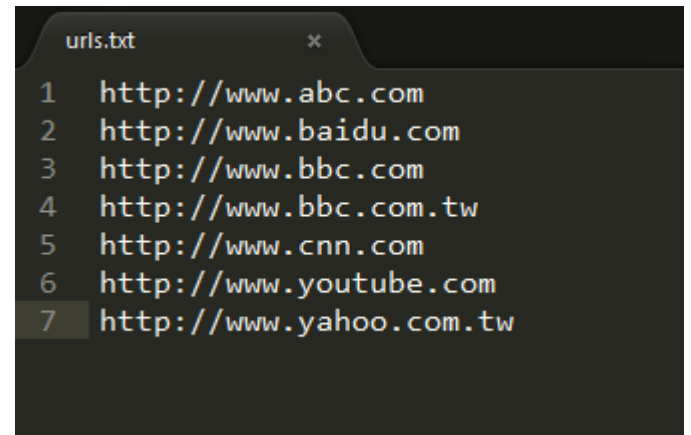 urls.txt ×
1 http://www.abc.com
2 http://www.baidu.com
3 http://www.bbc.com
4 http://www.bbc.com.tw
5 http://www.cnn.com
6 http://www.youtube.com
7 http://www.yahoo.com.tw